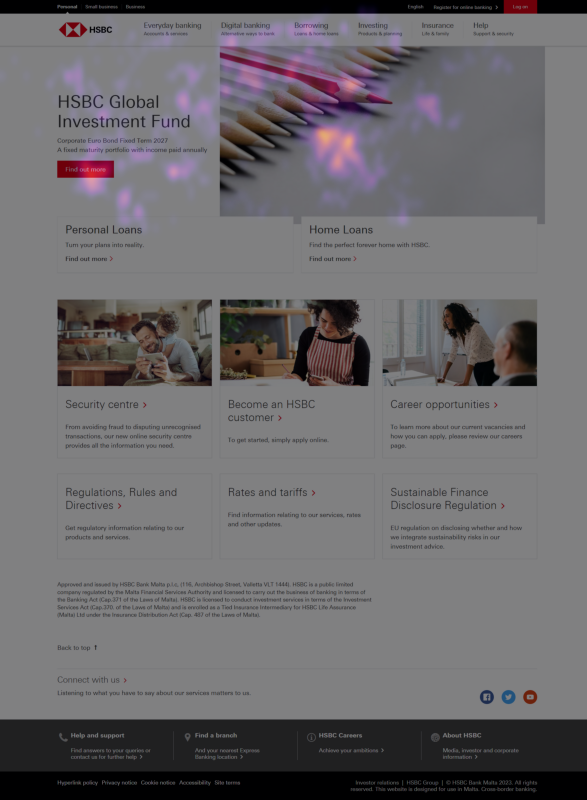 Personal Small business Business English Register for online banking Log on
HSBC
Everyday banking Digital banking Borrowing Investing Insurance Help
Accounts & services Alternative ways to bank Loans & home loans Products & planning Life & family Support & security
HSBC Global
Investment Fund
Corporate Euro Bond Fixed Term 2027
A fixed maturity portfolio with income paid annually
Find out more
Personal Loans
Turn your plans into reality.
Find out more
Home Loans
Find the perfect forever home with HSBC.
Find out more
Security centre
From avoiding fraud to disputing unrecognised
transactions, our new online security centre
provides all the information you need.
Become an HSBC
customer
To get started, simply apply online.
Career opportunities
To learn more about our current vacancies and
how you can apply, please review our careers
page.
Regulations, Rules and
Directives
Get regulatory information relating to our
products and services.
Rates and tariffs
Find information relating to our services, rates
and other updates.
Sustainable Finance
Disclosure Regulation
EU regulation on disclosing whether and how
we integrate sustainability risks in our
investment advice.
Approved and issued by HSBC Bank Malta p.l.c. (116, Archbishop Street, Valletta VLT 1444). HSBC is a public limited
company regulated by the Malta Financial Services Authority and licensed to carry out the business of banking in terms of
the Banking Act (Cap.371 of the Laws of Malta). HSBC is licensed to conduct investment services in terms of the Investment
Services Act (Cap.370. of the Laws of Malta) and is enrolled as a Tied Insurance Intermediary for HSBC Life Assurance
(Malta) Ltd under the Insurance Distribution Act (Cap. 487 of the Laws of Malta).
Back to top
Connect with us
Listening to what you have to say about our services matters to us.
Help and support
Find answers to your queries or
contact us for further help
Find a branch
And your nearest Express
Banking location
HSBC Careers
Achieve your ambitions
About HSBC
Media, investor and corporate
information
Hyperlink policy Privacy notice Cookie notice Accessibility Site terms
Investor relations | HSBC Group | © HSBC Bank Malta 2023. All rights
reserved. This website is designed for use in Malta. Cross-border banking.